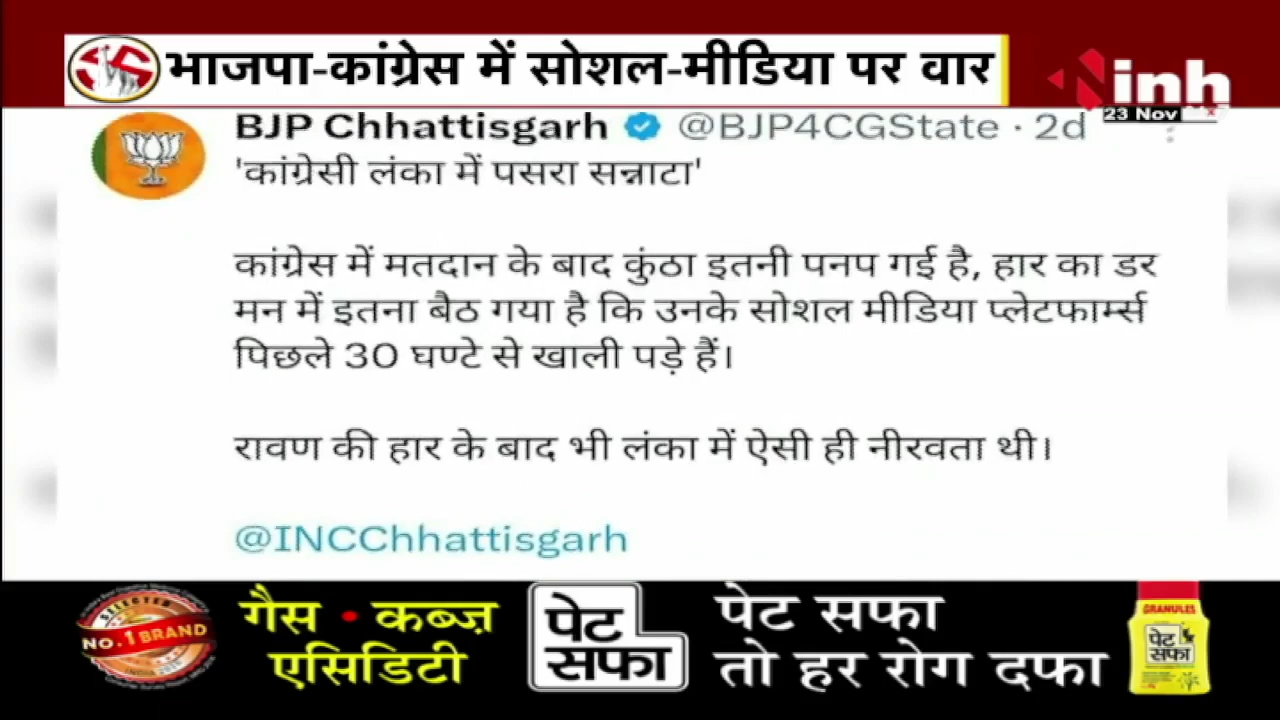 भाजपा-कांग्रेस में सोशल-मीडिया पर वार
inh
23 Nov
BJP Chhattisgarh @BJP4CGState · 2d
'कांग्रेसी लंका में पसरा सन्नाटा'
कांग्रेस में मतदान के बाद कुंठा इतनी पनप गई है, हार का डर
मन में इतना बैठ गया है कि उनके सोशल मीडिया प्लेटफार्म्स
पिछले 30 घण्टे से खाली पड़े हैं।
रावण की हार के बाद भी लंका में ऐसी ही नीरवता थी।
@INCChhattisgarh
SELECTED
NO.1 BRAND
गैस • कब्ज़
एसिडिटी
पेट
सफा
पेट सफा
तो हर रोग दफा
GRANULES
पेट
सफा